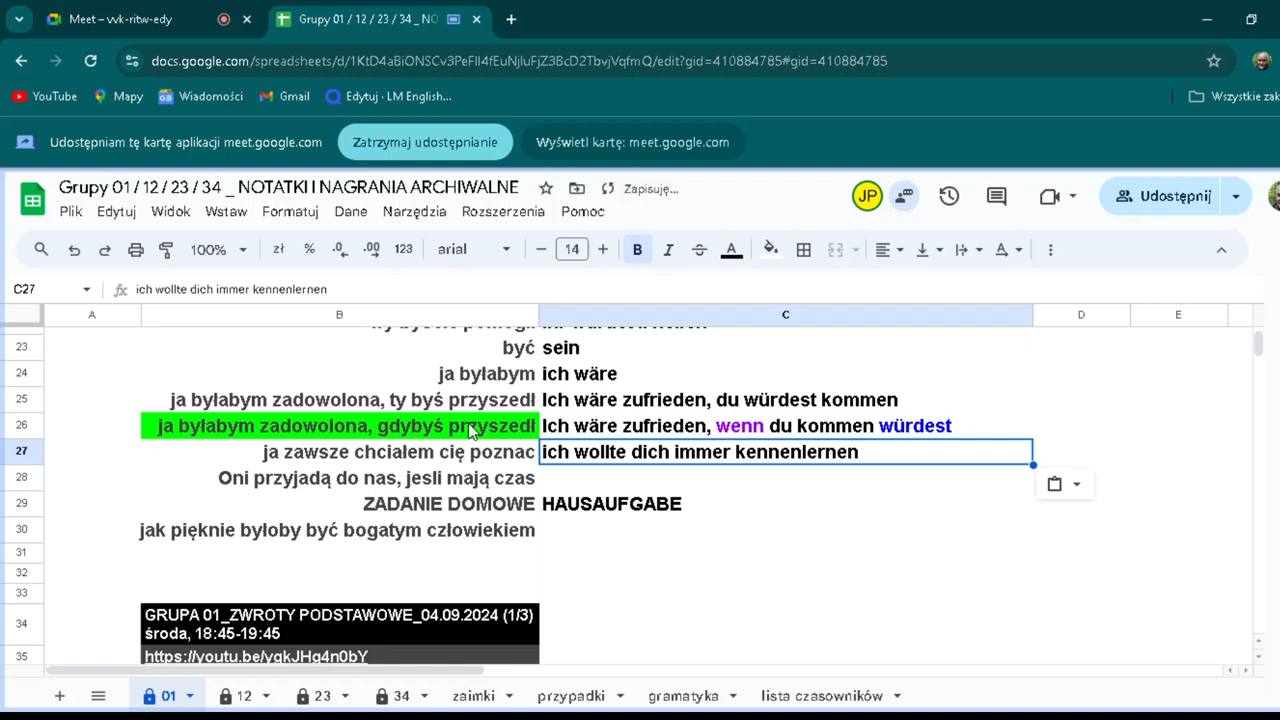 Meet – vvk-ritw-edy
Grupy 01 / 12 / 23 / 34 _ NO
docs.google.com/spreadsheets/d/1KtD4aBiONSCv3PeFlI4fEuNjluFjZ3BcD2TbvjVqfmQ/edit?gid=410884785#gid=410884785
YouTube Mapy Wiadomości Gmail Edytuj · LM English... Wszystkie zak
Udostępniam tę kartę aplikacji meet.google.com Zatrzymaj udostępnianie Wyświetl kartę: meet.google.com
Grupy 01 / 12 / 23 / 34 _ NOTATKI I NAGRANIA ARCHIWALNE Zapisuję... JP Udostępnij
Plik Edytuj Widok Wstaw Formatuj Dane Narzędzia Rozszerzenia Pomoc
100% zł % .0 .00 123 arial 14 B I A
C27 fx ich wollte dich immer kennenlernen
A B C D E
23 być sein
24 ja byłabym ich wäre
25 ja byłabym zadowolona, ty byś przyszedł Ich wäre zufrieden, du würdest kommen
26 ja byłabym zadowolona, gdybyś przyszedł Ich wäre zufrieden, wenn du kommen würdest
27 ja zawsze chciałem cię poznac ich wollte dich immer kennenlernen
28 Oni przyjadą do nas, jesli mają czas
29 ZADANIE DOMOWE HAUSAUFGABE
30 jak pięknie byłoby być bogatym człowiekiem
31
32
33
34 GRUPA 01_ZWROTY PODSTAWOWE_04.09.2024 (1/3)
środa, 18:45-19:45
35 https://youtu.be/ygkJHg4n0bY
01 12 23 34 zaimki przypadki gramatyka lista czasowników